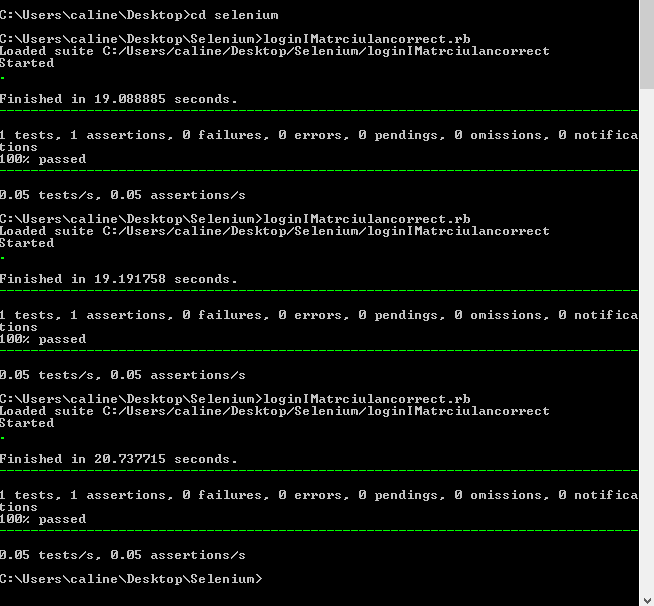 C:\Users\caline\Desktop>cd selenium
C:\Users\caline\Desktop\Selenium>loginIMatrciulancorrect.rb
Loaded suite C:/Users/caline/Desktop/Selenium/loginIMatrciulancorrect
Started
.
Finished in 19.088885 seconds.
--------------------------------------------------------------------------------
1 tests, 1 assertions, 0 failures, 0 errors, 0 pendings, 0 omissions, 0 notifica
tions
100% passed
--------------------------------------------------------------------------------
0.05 tests/s, 0.05 assertions/s
C:\Users\caline\Desktop\Selenium>loginIMatrciulancorrect.rb
Loaded suite C:/Users/caline/Desktop/Selenium/loginIMatrciulancorrect
Started
.
Finished in 19.191758 seconds.
--------------------------------------------------------------------------------
1 tests, 1 assertions, 0 failures, 0 errors, 0 pendings, 0 omissions, 0 notifica
tions
100% passed
--------------------------------------------------------------------------------
0.05 tests/s, 0.05 assertions/s
C:\Users\caline\Desktop\Selenium>loginIMatrciulancorrect.rb
Loaded suite C:/Users/caline/Desktop/Selenium/loginIMatrciulancorrect
Started
.
Finished in 20.737715 seconds.
--------------------------------------------------------------------------------
1 tests, 1 assertions, 0 failures, 0 errors, 0 pendings, 0 omissions, 0 notifica
tions
100% passed
--------------------------------------------------------------------------------
0.05 tests/s, 0.05 assertions/s
C:\Users\caline\Desktop\Selenium>